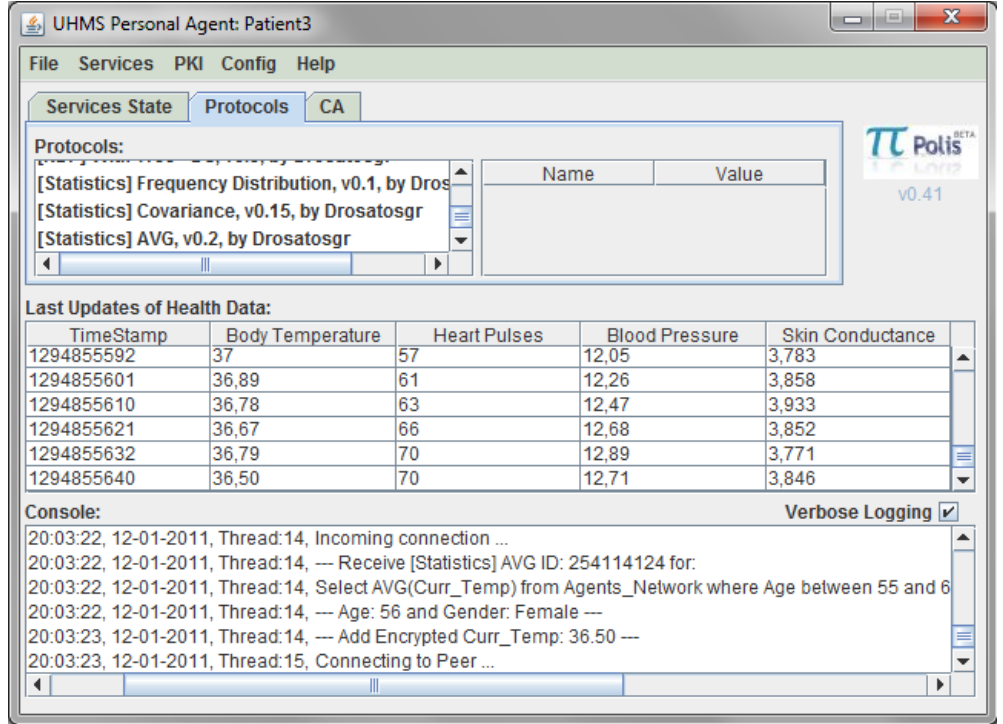 UHMS Personal Agent: Patient3
File Services PKI Config Help
Services State Protocols CA
Protocols:
[Statistics] Frequency Distribution, v0.1, by Dros
[Statistics] Covariance, v0.15, by Drosatosgr
[Statistics] AVG, v0.2, by Drosatosgr
Name Value
Polis BETA
v0.41
Last Updates of Health Data:
TimeStamp Body Temperature Heart Pulses Blood Pressure Skin Conductance
1294855592 37 57 12,05 3,783
1294855601 36,89 61 12,26 3,858
1294855610 36,78 63 12,47 3,933
1294855621 36,67 66 12,68 3,852
1294855632 36,79 70 12,89 3,771
1294855640 36,50 70 12,71 3,846
Console: Verbose Logging
20:03:22, 12-01-2011, Thread:14, Incoming connection ...
20:03:22, 12-01-2011, Thread:14, --- Receive [Statistics] AVG ID: 254114124 for:
20:03:22, 12-01-2011, Thread:14, Select AVG(Curr_Temp) from Agents_Network where Age between 55 and 6
20:03:22, 12-01-2011, Thread:14, --- Age: 56 and Gender: Female ---
20:03:23, 12-01-2011, Thread:14, --- Add Encrypted Curr_Temp: 36.50 ---
20:03:23, 12-01-2011, Thread:15, Connecting to Peer ...